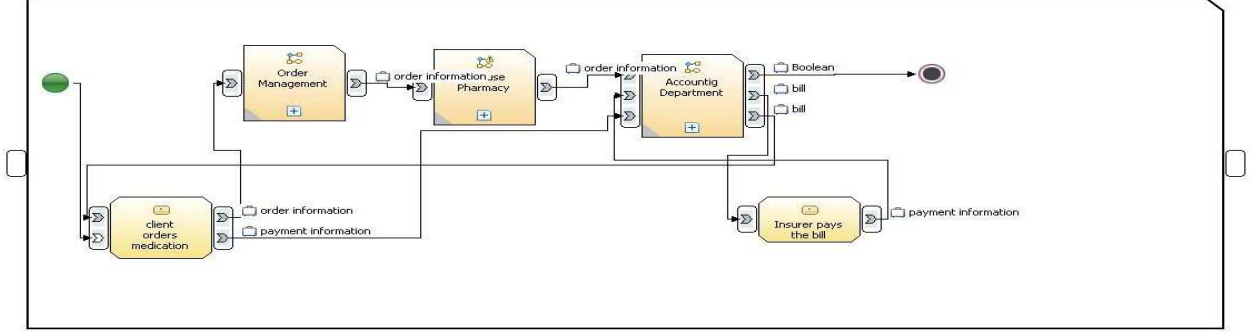 Order
Management
order information
use
Pharmacy
order information
Accountig
Department
Boolean
bill
bill
client
orders
medication
order information
payment information
Insurer pays
the bill
payment information